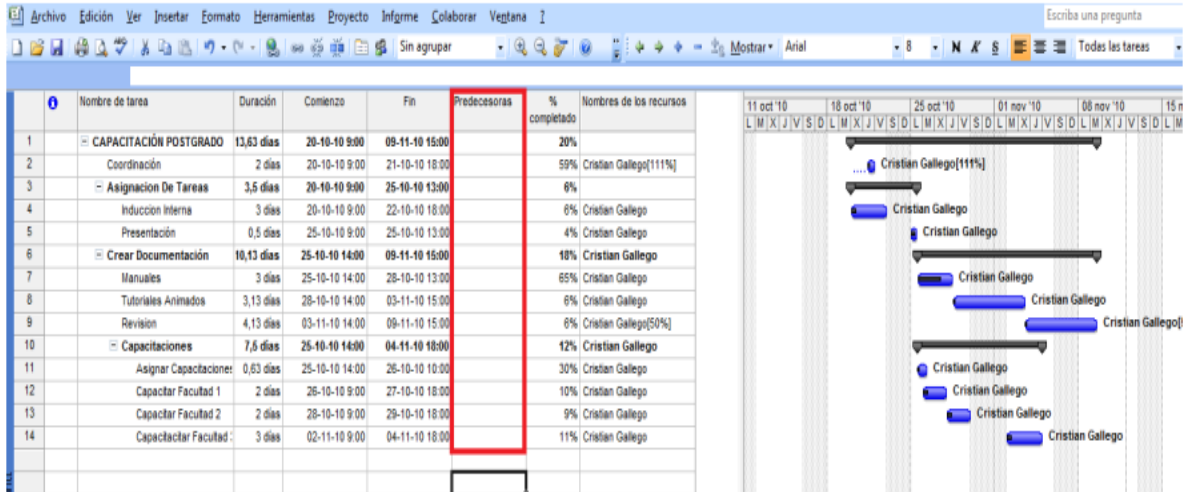 Archivo Edición Ver Insertar Formato Herramientas Proyecto Informe Colaborar Ventana ? Escriba una pregunta
Sin agrupar Mostrar Arial 8 N K S Todas las tareas
Nombre de tarea Duración Comienzo Fin Predecesoras % completado Nombres de los recursos
11 oct '10 18 oct '10 25 oct '10 01 nov '10 08 nov '10 15 n
L M X J V S D L M X J V S D L M X J V S D L M X J V S D L M X J V S D L M
1 CAPACITACIÓN POSTGRADO 13,63 días 20-10-10 9:00 09-11-10 15:00 20%
2 Coordinación 2 días 20-10-10 9:00 21-10-10 18:00 59% Cristian Gallego[111%] Cristian Gallego[111%]
3 Asignacion De Tareas 3,5 días 20-10-10 9:00 25-10-10 13:00 6%
4 Induccion Interna 3 días 20-10-10 9:00 22-10-10 18:00 6% Cristian Gallego Cristian Gallego
5 Presentación 0,5 días 25-10-10 9:00 25-10-10 13:00 4% Cristian Gallego Cristian Gallego
6 Crear Documentación 10,13 días 25-10-10 14:00 09-11-10 15:00 18% Cristian Gallego
7 Manuales 3 días 25-10-10 14:00 28-10-10 13:00 65% Cristian Gallego Cristian Gallego
8 Tutoriales Animados 3,13 días 28-10-10 14:00 03-11-10 15:00 6% Cristian Gallego Cristian Gallego
9 Revision 4,13 días 03-11-10 14:00 09-11-10 15:00 6% Cristian Gallego[50%] Cristian Gallego[
10 Capacitaciones 7,5 días 25-10-10 14:00 04-11-10 18:00 12% Cristian Gallego
11 Asignar Capacitaciones 0,63 días 25-10-10 14:00 26-10-10 10:00 30% Cristian Gallego Cristian Gallego
12 Capacitar Facultad 1 2 días 26-10-10 9:00 27-10-10 18:00 10% Cristian Gallego Cristian Gallego
13 Capacitar Facultad 2 2 días 28-10-10 9:00 29-10-10 18:00 9% Cristian Gallego Cristian Gallego
14 Capacitacitar Facultad 3 días 02-11-10 9:00 04-11-10 18:00 11% Cristian Gallego Cristian Gallego